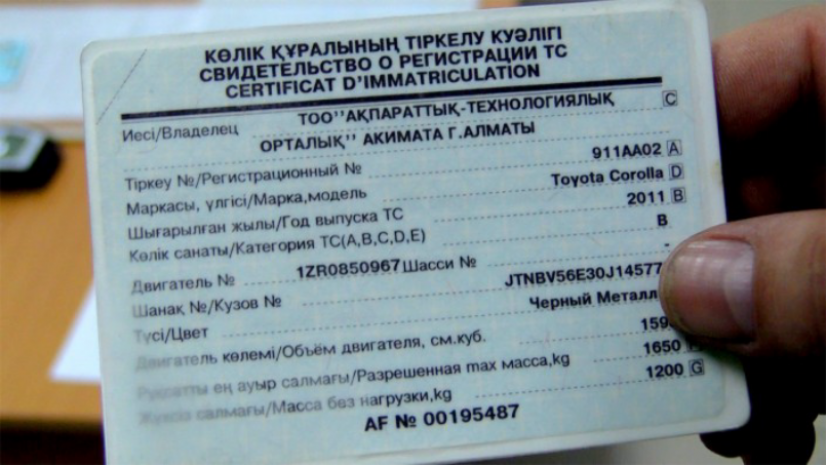 КӨЛІК ҚҰРАЛЫНЫҢ ТІРКЕЛУ КУӘЛІГІ
СВИДЕТЕЛЬСТВО О РЕГИСТРАЦИИ ТС
CERTIFICAT D'IMMATRICULATION
Иесі/Владелец ТОО"АҚПАРАТТЫҚ-ТЕХНОЛОГИЯЛЫҚ C
ОРТАЛЫҚ" АКИМАТА Г.АЛМАТЫ
Тіркеу №/Регистрационный № 911AA02 A
Маркасы, үлгісі/Марка,модель Toyota Corolla D
Шығарылған жылы/Год выпуска ТС 2011 B
Көлік санаты/Категория ТС(A,B,C,D,E) B
Двигатель № 1ZR0850967 Шасси № -
Шанақ №/Кузов № JTNBV56E30J14577
Түсі/Цвет Черный Металл
Двигатель көлемі/Объём двигателя, см.куб. 159
Рұқсатты ең ауыр салмағы/Разрешенная max масса,kg 1650
Жүксіз салмағы/Масса без нагрузки,kg 1200 G
AF № 00195487